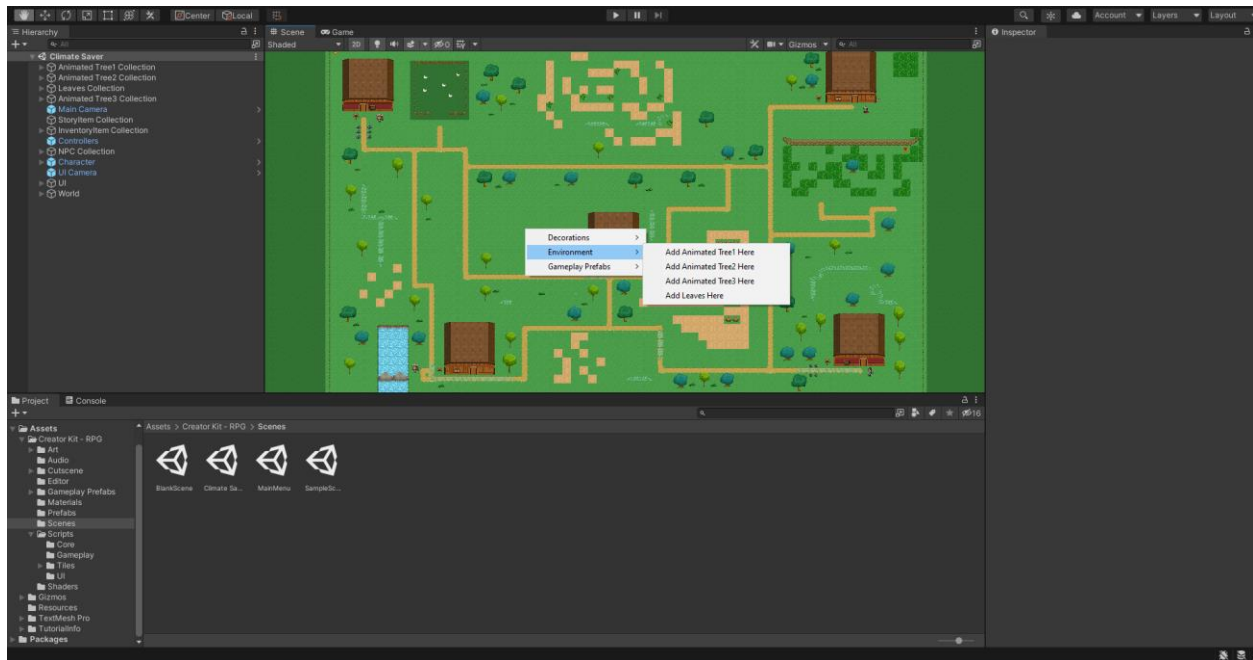 Center Local
Account Layers Layout
Hierarchy
All
Climate Saver
Animated Tree1 Collection
Animated Tree2 Collection
Leaves Collection
Animated Tree3 Collection
Main Camera
StoryItem Collection
InventoryItem Collection
Controllers
NPC Collection
Character
UI Camera
UI
World
Scene Game
Shaded 2D 0 Gizmos All
Decorations
Environment
Gameplay Prefabs
Add Animated Tree1 Here
Add Animated Tree2 Here
Add Animated Tree3 Here
Add Leaves Here
Inspector
Project Console
16
Assets
Creator Kit - RPG
Art
Audio
Cutscene
Editor
Gameplay Prefabs
Materials
Prefabs
Scenes
Scripts
Core
Gameplay
Tiles
UI
Shaders
Gizmos
Resources
TextMesh Pro
TutorialInfo
Packages
Assets > Creator Kit - RPG > Scenes
BlankScene Climate Sa... MainMenu SampleSc...